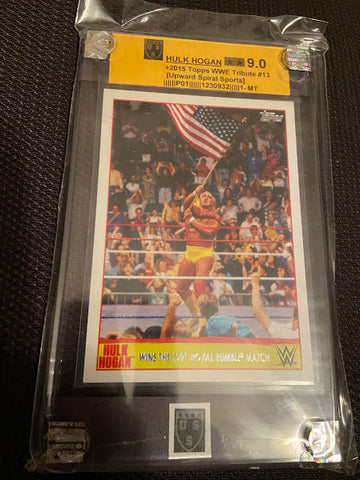 HULK HOGAN 9.0
+2015 Topps WWE Tribute #13
[Upward Spiral Sports]
||||||P01||||||1230932|||||1- MT
Topps
HULK
HOGAN
WINS THE 1991 ROYAL RUMBLE® MATCH
W
U S
S